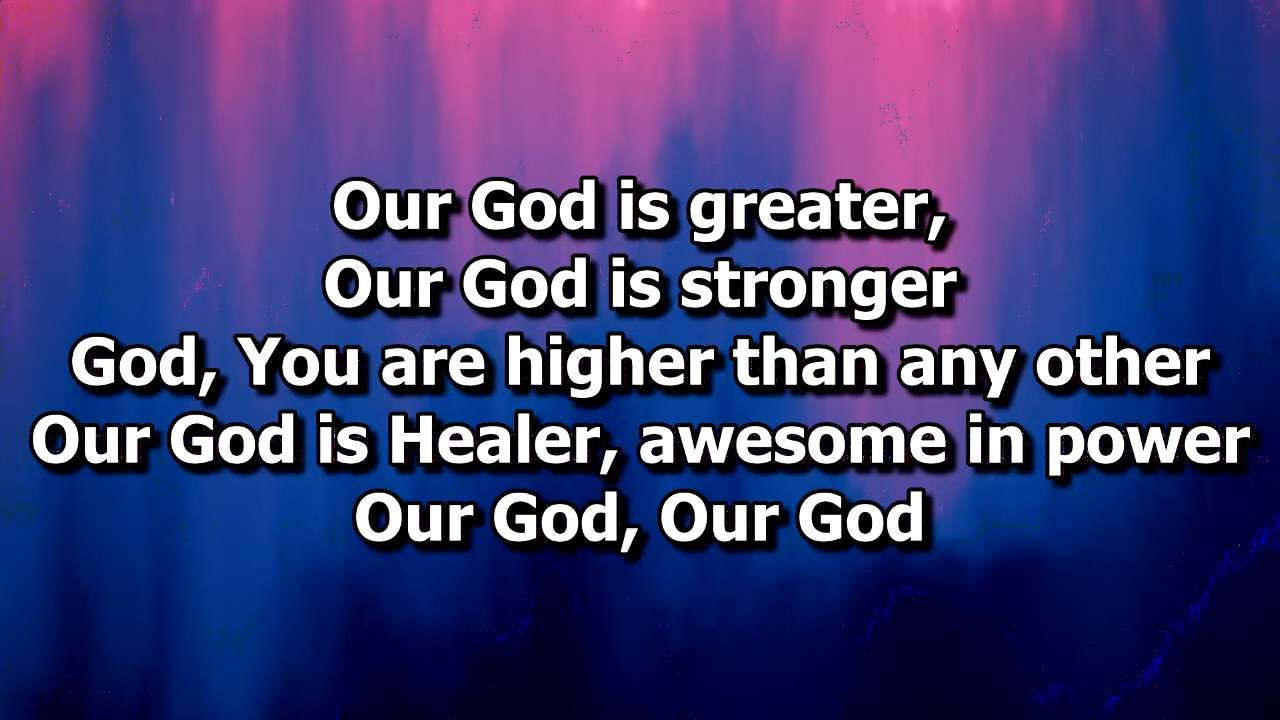 Our God is greater,
Our God is stronger
God, You are higher than any other
Our God is Healer, awesome in power
Our God, Our God